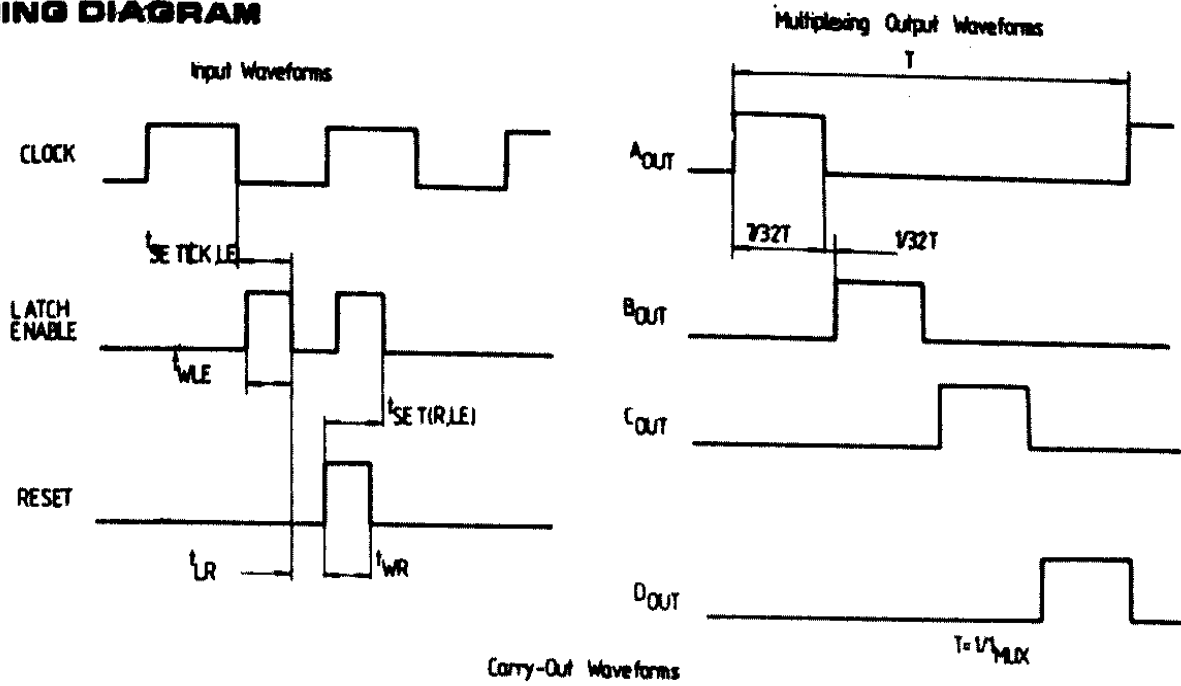 ING DIAGRAM
Multiplexing Output Waveforms
Input Waveforms
T
CLOCK
AOUT
7/32T
1/32T
tSET(CK,LE)
LATCH
ENABLE
BOUT
tWLE
tSET(R,LE)
COUT
RESET
tLR
tWR
DOUT
T=1/fMUX
Carry-Out Waveforms